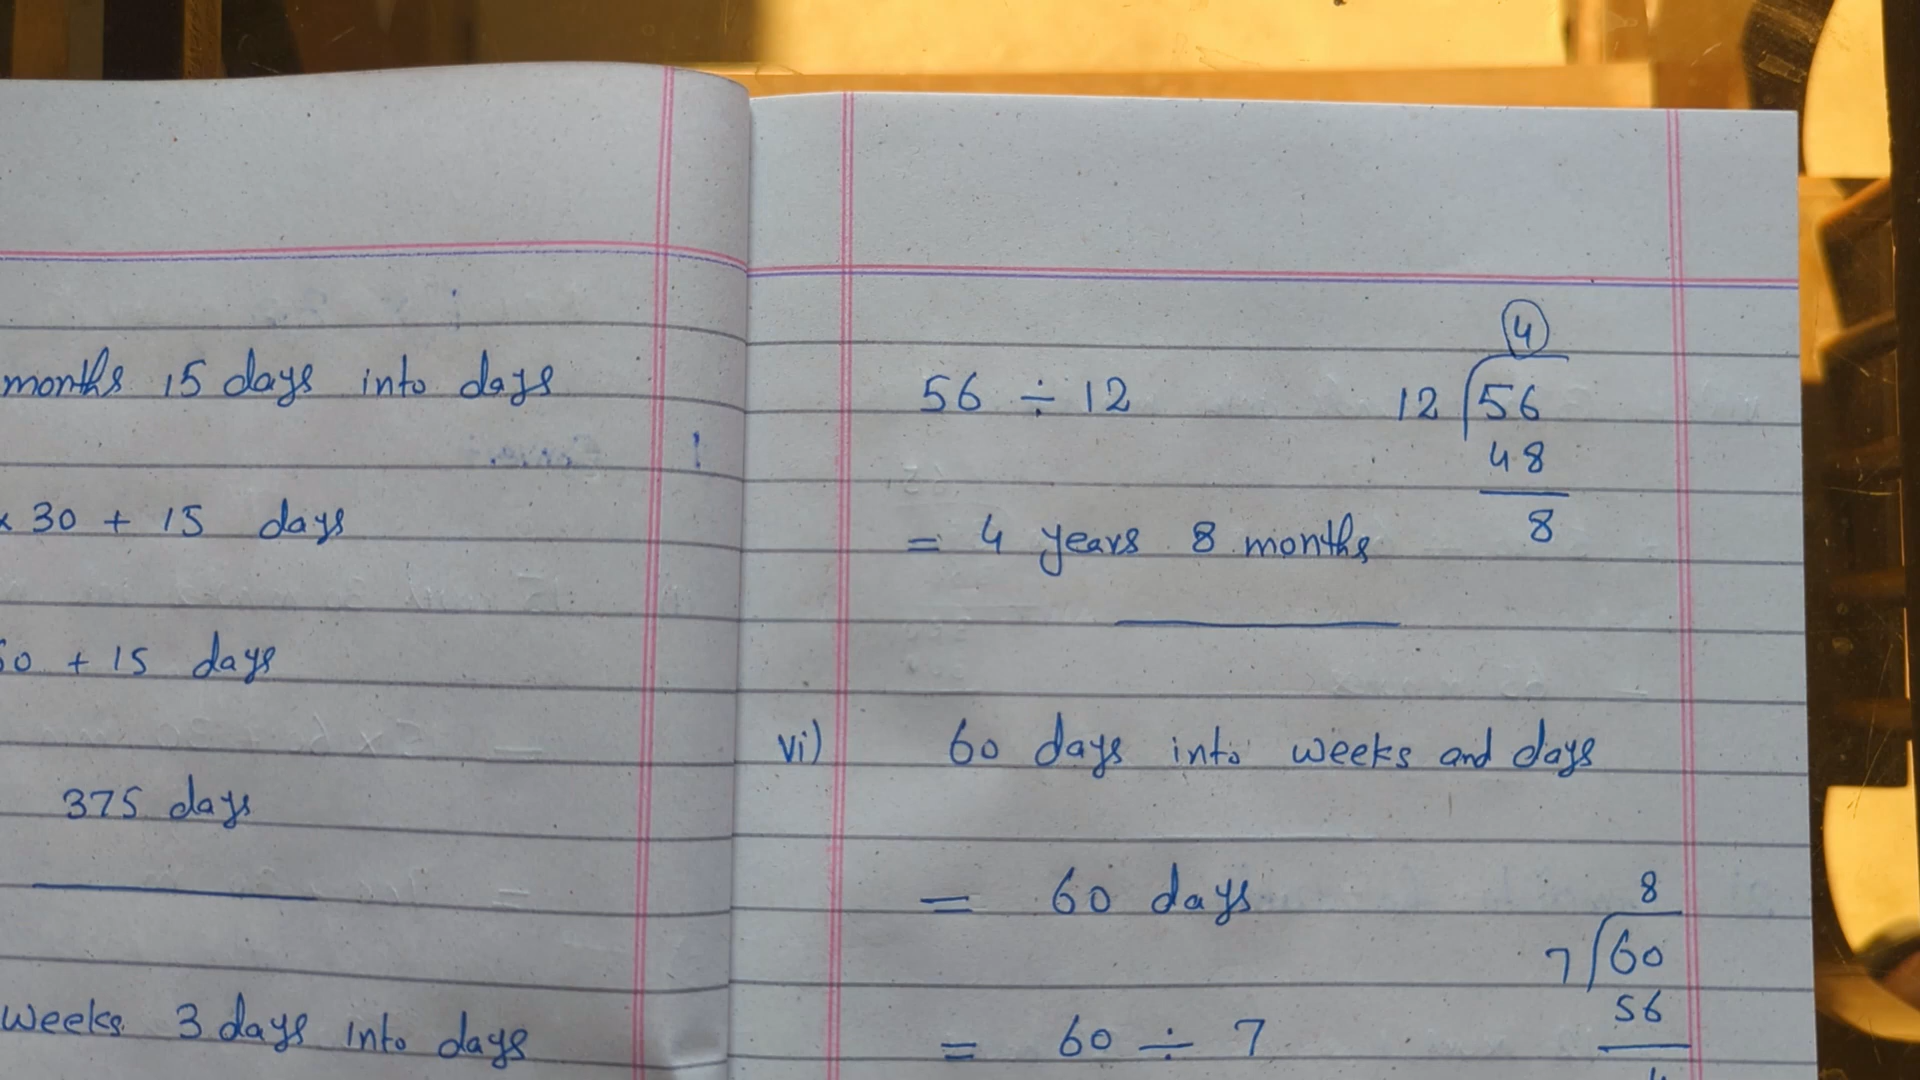 months 15 days into days
× 30 + 15 days
60 + 15 days
375 days
weeks 3 days into days
4
56 ÷ 12
12 56
48
= 4 years 8 months
8
vi) 60 days into weeks and days
= 60 days
8
7 60
56
= 60 ÷ 7